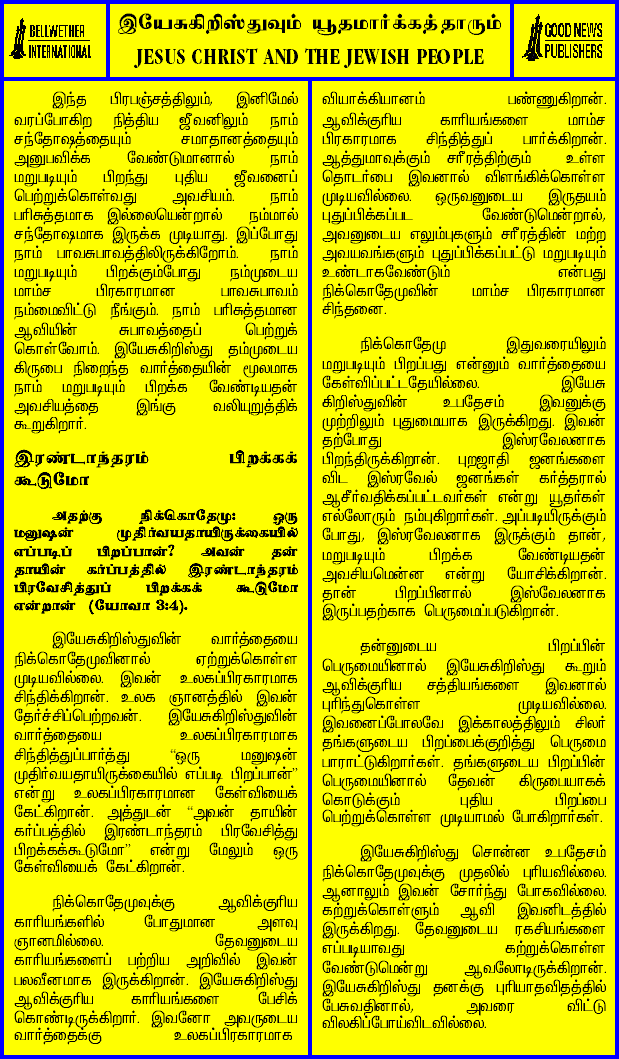 BELLWETHER
INTERNATIONAL
இயேசுகிறிஸ்துவும் யூதமார்க்கத்தாரும்
JESUS CHRIST AND THE JEWISH PEOPLE
GOOD NEWS
PUBLISHERS
இந்த பிரபஞ்சத்திலும், இனிமேல்
வரப்போகிற நித்திய ஜீவனிலும் நாம்
சந்தோஷத்தையும் சமாதானத்தையும்
அனுபவிக்க வேண்டுமானால் நாம்
மறுபடியும் பிறந்து புதிய ஜீவனைப்
பெற்றுக்கொள்வது அவசியம். நாம்
பரிசுத்தமாக இல்லையென்றால் நம்மால்
சந்தோஷமாக இருக்க முடியாது. இப்போது
நாம் பாவசுபாவத்திலிருக்கிறோம். நாம்
மறுபடியும் பிறக்கும்போது நம்முடைய
மாம்ச பிரகாரமான பாவசுபாவம்
நம்மைவிட்டு நீங்கும். நாம் பரிசுத்தமான
ஆவியின் சுபாவத்தைப் பெற்றுக்
கொள்வோம். இயேசுகிறிஸ்து தம்முடைய
கிருபை நிறைந்த வார்த்தையின் மூலமாக
நாம் மறுபடியும் பிறக்க வேண்டியதன்
அவசியத்தை இங்கு வலியுறுத்திக்
கூறுகிறார்.
இரண்டாந்தரம் பிறக்கக்
கூடுமோ
அதற்கு நிக்கொதேமு: ஒரு
மனுஷன் முதிர்வயதாயிருக்கையில்
எப்படிப் பிறப்பான்? அவன் தன்
தாயின் கர்ப்பத்தில் இரண்டாந்தரம்
பிரவேசித்துப் பிறக்கக் கூடுமோ
என்றான் (யோவா 3:4).
இயேசுகிறிஸ்துவின் வார்த்தையை
நிக்கொதேமுவினால் ஏற்றுக்கொள்ள
முடியவில்லை. இவன் உலகப்பிரகாரமாக
சிந்திக்கிறான். உலக ஞானத்தில் இவன்
தேர்ச்சிப்பெற்றவன். இயேசுகிறிஸ்துவின்
வார்த்தையை உலகப்பிரகாரமாக
சிந்தித்துப்பார்த்து “ஒரு மனுஷன்
முதிர்வயதாயிருக்கையில் எப்படி பிறப்பான்”
என்று உலகப்பிரகாரமான கேள்வியைக்
கேட்கிறான். அத்துடன் “அவன் தாயின்
கர்ப்பத்தில் இரண்டாந்தரம் பிரவேசித்து
பிறக்கக்கூடுமோ” என்று மேலும் ஒரு
கேள்வியைக் கேட்கிறான்.
நிக்கொதேமுவுக்கு ஆவிக்குரிய
காரியங்களில் போதுமான அளவு
ஞானமில்லை. தேவனுடைய
காரியங்களைப் பற்றிய அறிவில் இவன்
பலவீனமாக இருக்கிறான். இயேசுகிறிஸ்து
ஆவிக்குரிய காரியங்களை பேசிக்
கொண்டிருக்கிறார். இவனோ அவருடைய
வார்த்தைக்கு உலகப்பிரகாரமாக
வியாக்கியானம் பண்ணுகிறான்.
ஆவிக்குரிய காரியங்களை மாம்ச
பிரகாரமாக சிந்தித்துப் பார்க்கிறான்.
ஆத்துமாவுக்கும் சரீரத்திற்கும் உள்ள
தொடர்பை இவனால் விளங்கிக்கொள்ள
முடியவில்லை. ஒருவனுடைய இருதயம்
புதுப்பிக்கப்பட வேண்டுமென்றால்,
அவனுடைய எலும்புகளும் சரீரத்தின் மற்ற
அவயவங்களும் புதுப்பிக்கப்பட்டு மறுபடியும்
உண்டாகவேண்டும் என்பது
நிக்கொதேமுவின் மாம்ச பிரகாரமான
சிந்தனை.
நிக்கொதேமு இதுவரையிலும்
மறுபடியும் பிறப்பது என்னும் வார்த்தையை
கேள்விப்பட்டதேயில்லை. இயேசு
கிறிஸ்துவின் உபதேசம் இவனுக்கு
முற்றிலும் புதுமையாக இருக்கிறது. இவன்
தற்போது இஸ்ரவேலனாக
பிறந்திருக்கிறான். புறஜாதி ஜனங்களை
விட இஸ்ரவேல் ஜனங்கள் கர்த்தரால்
ஆசீர்வதிக்கப்பட்டவர்கள் என்று யூதர்கள்
எல்லோரும் நம்புகிறார்கள். அப்படியிருக்கும்
போது, இஸ்ரவேலனாக இருக்கும் தான்,
மறுபடியும் பிறக்க வேண்டியதன்
அவசியமென்ன என்று யோசிக்கிறான்.
தான் பிறப்பினால் இஸ்வேலனாக
இருப்பதற்காக பெருமைப்படுகிறான்.
தன்னுடைய பிறப்பின்
பெருமையினால் இயேசுகிறிஸ்து கூறும்
ஆவிக்குரிய சத்தியங்களை இவனால்
புரிந்துகொள்ள முடியவில்லை.
இவனைப்போலவே இக்காலத்திலும் சிலர்
தங்களுடைய பிறப்பைக்குறித்து பெருமை
பாராட்டுகிறார்கள். தங்களுடைய பிறப்பின்
பெருமையினால் தேவன் கிருபையாகக்
கொடுக்கும் புதிய பிறப்பை
பெற்றுக்கொள்ள முடியாமல் போகிறார்கள்.
இயேசுகிறிஸ்து சொன்ன உபதேசம்
நிக்கொதேமுவுக்கு முதலில் புரியவில்லை.
ஆனாலும் இவன் சோர்ந்து போகவில்லை.
கற்றுக்கொள்ளும் ஆவி இவனிடத்தில்
இருக்கிறது. தேவனுடைய ரகசியங்களை
எப்படியாவது கற்றுக்கொள்ள
வேண்டுமென்று ஆவலோடிருக்கிறான்.
இயேசுகிறிஸ்து தனக்கு புரியாதவிதத்தில்
பேசுவதினால், அவரை விட்டு
விலகிப்போய்விடவில்லை.